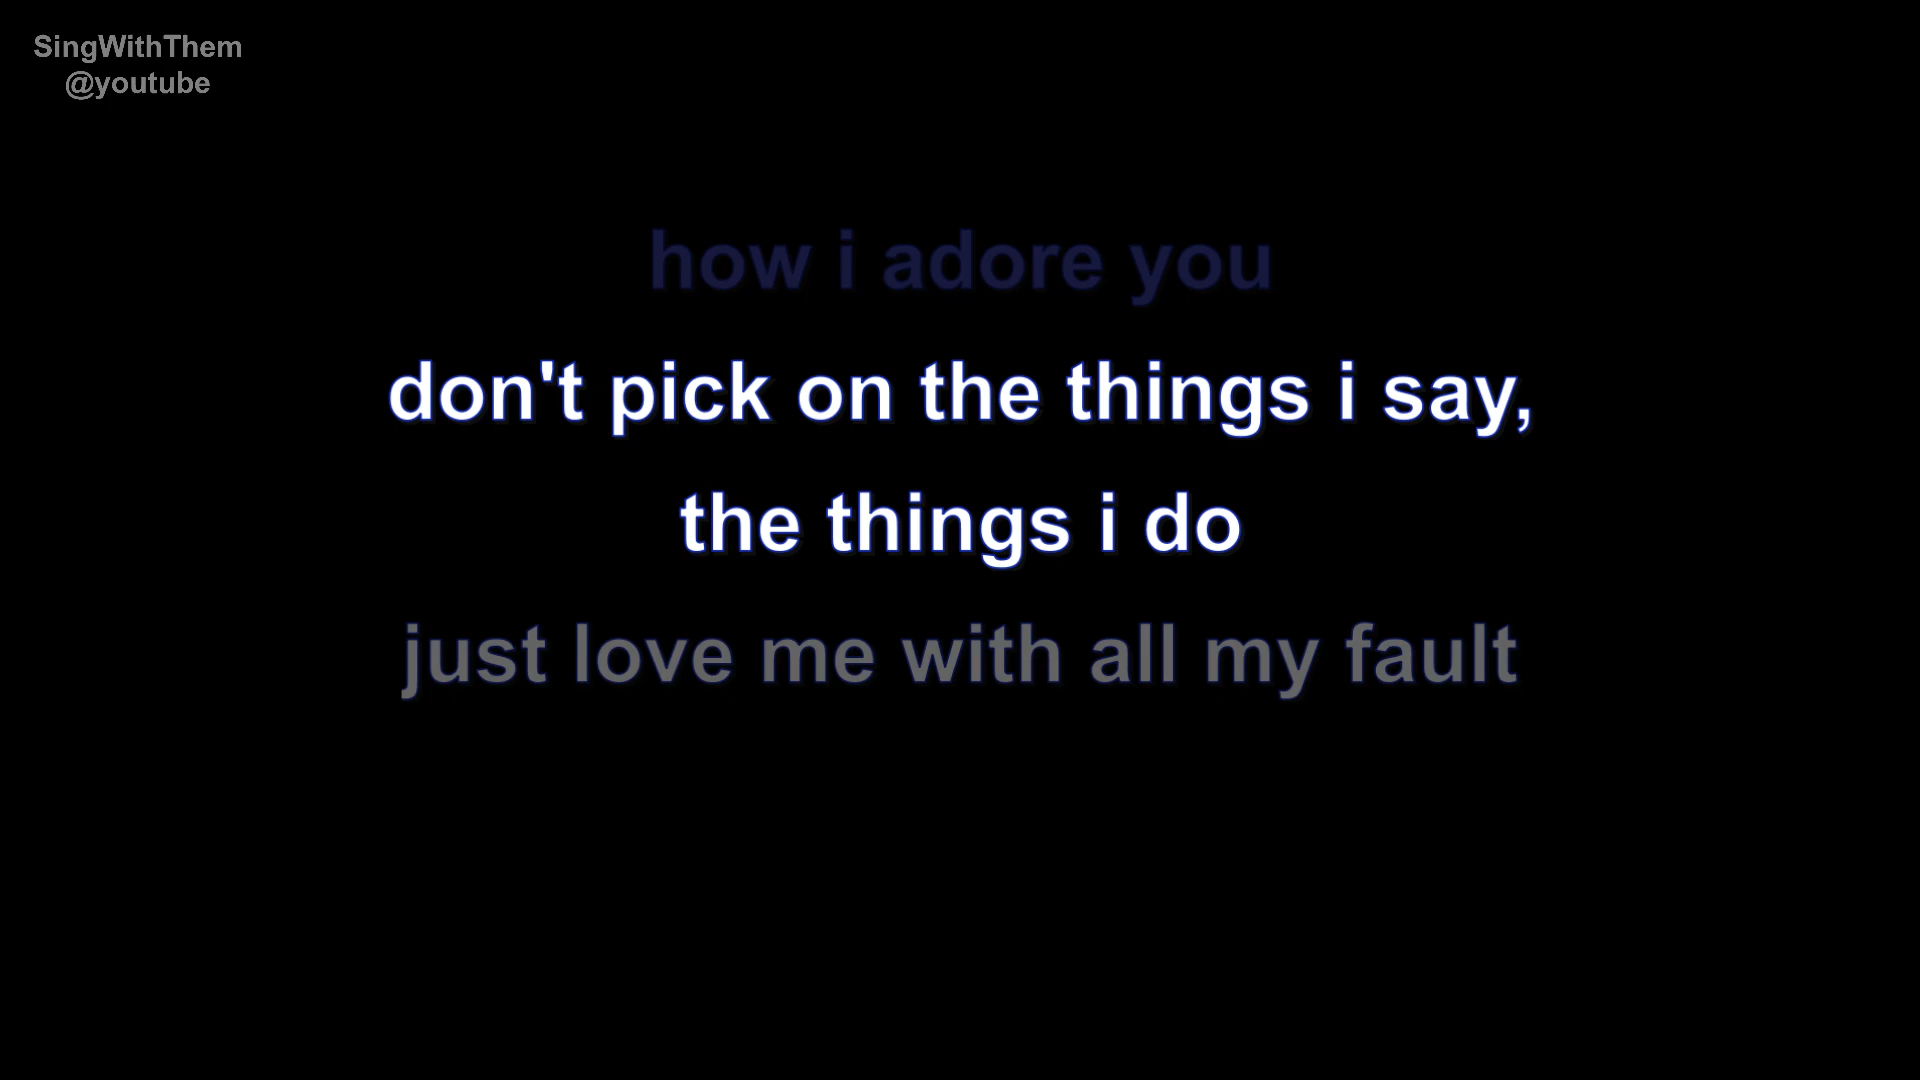 SingWithThem
@youtube
how i adore you
don't pick on the things i say,
the things i do
just love me with all my fault